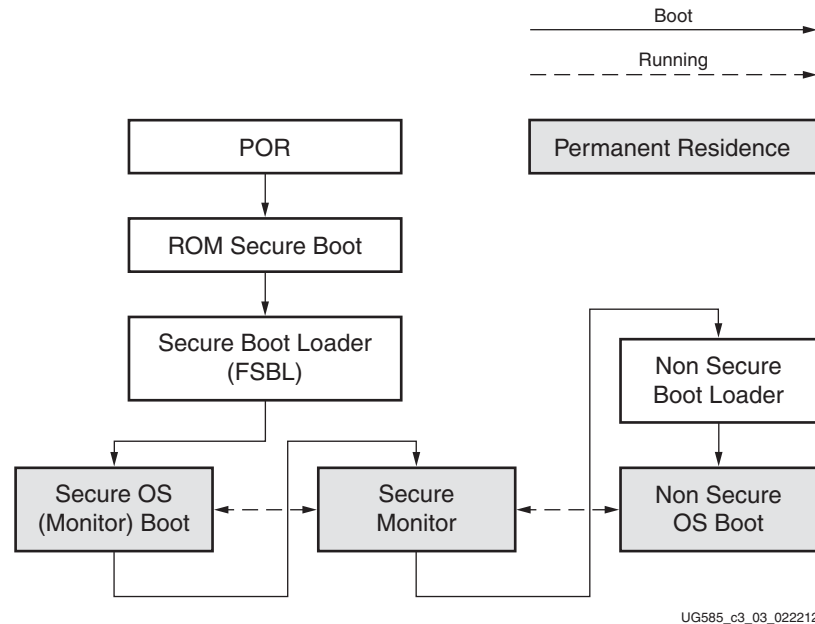 Boot
Running
POR
Permanent Residence
ROM Secure Boot
Secure Boot Loader
(FSBL)
Non Secure
Boot Loader
Secure OS
(Monitor) Boot
Secure
Monitor
Non Secure
OS Boot
UG585_c3_03_022212